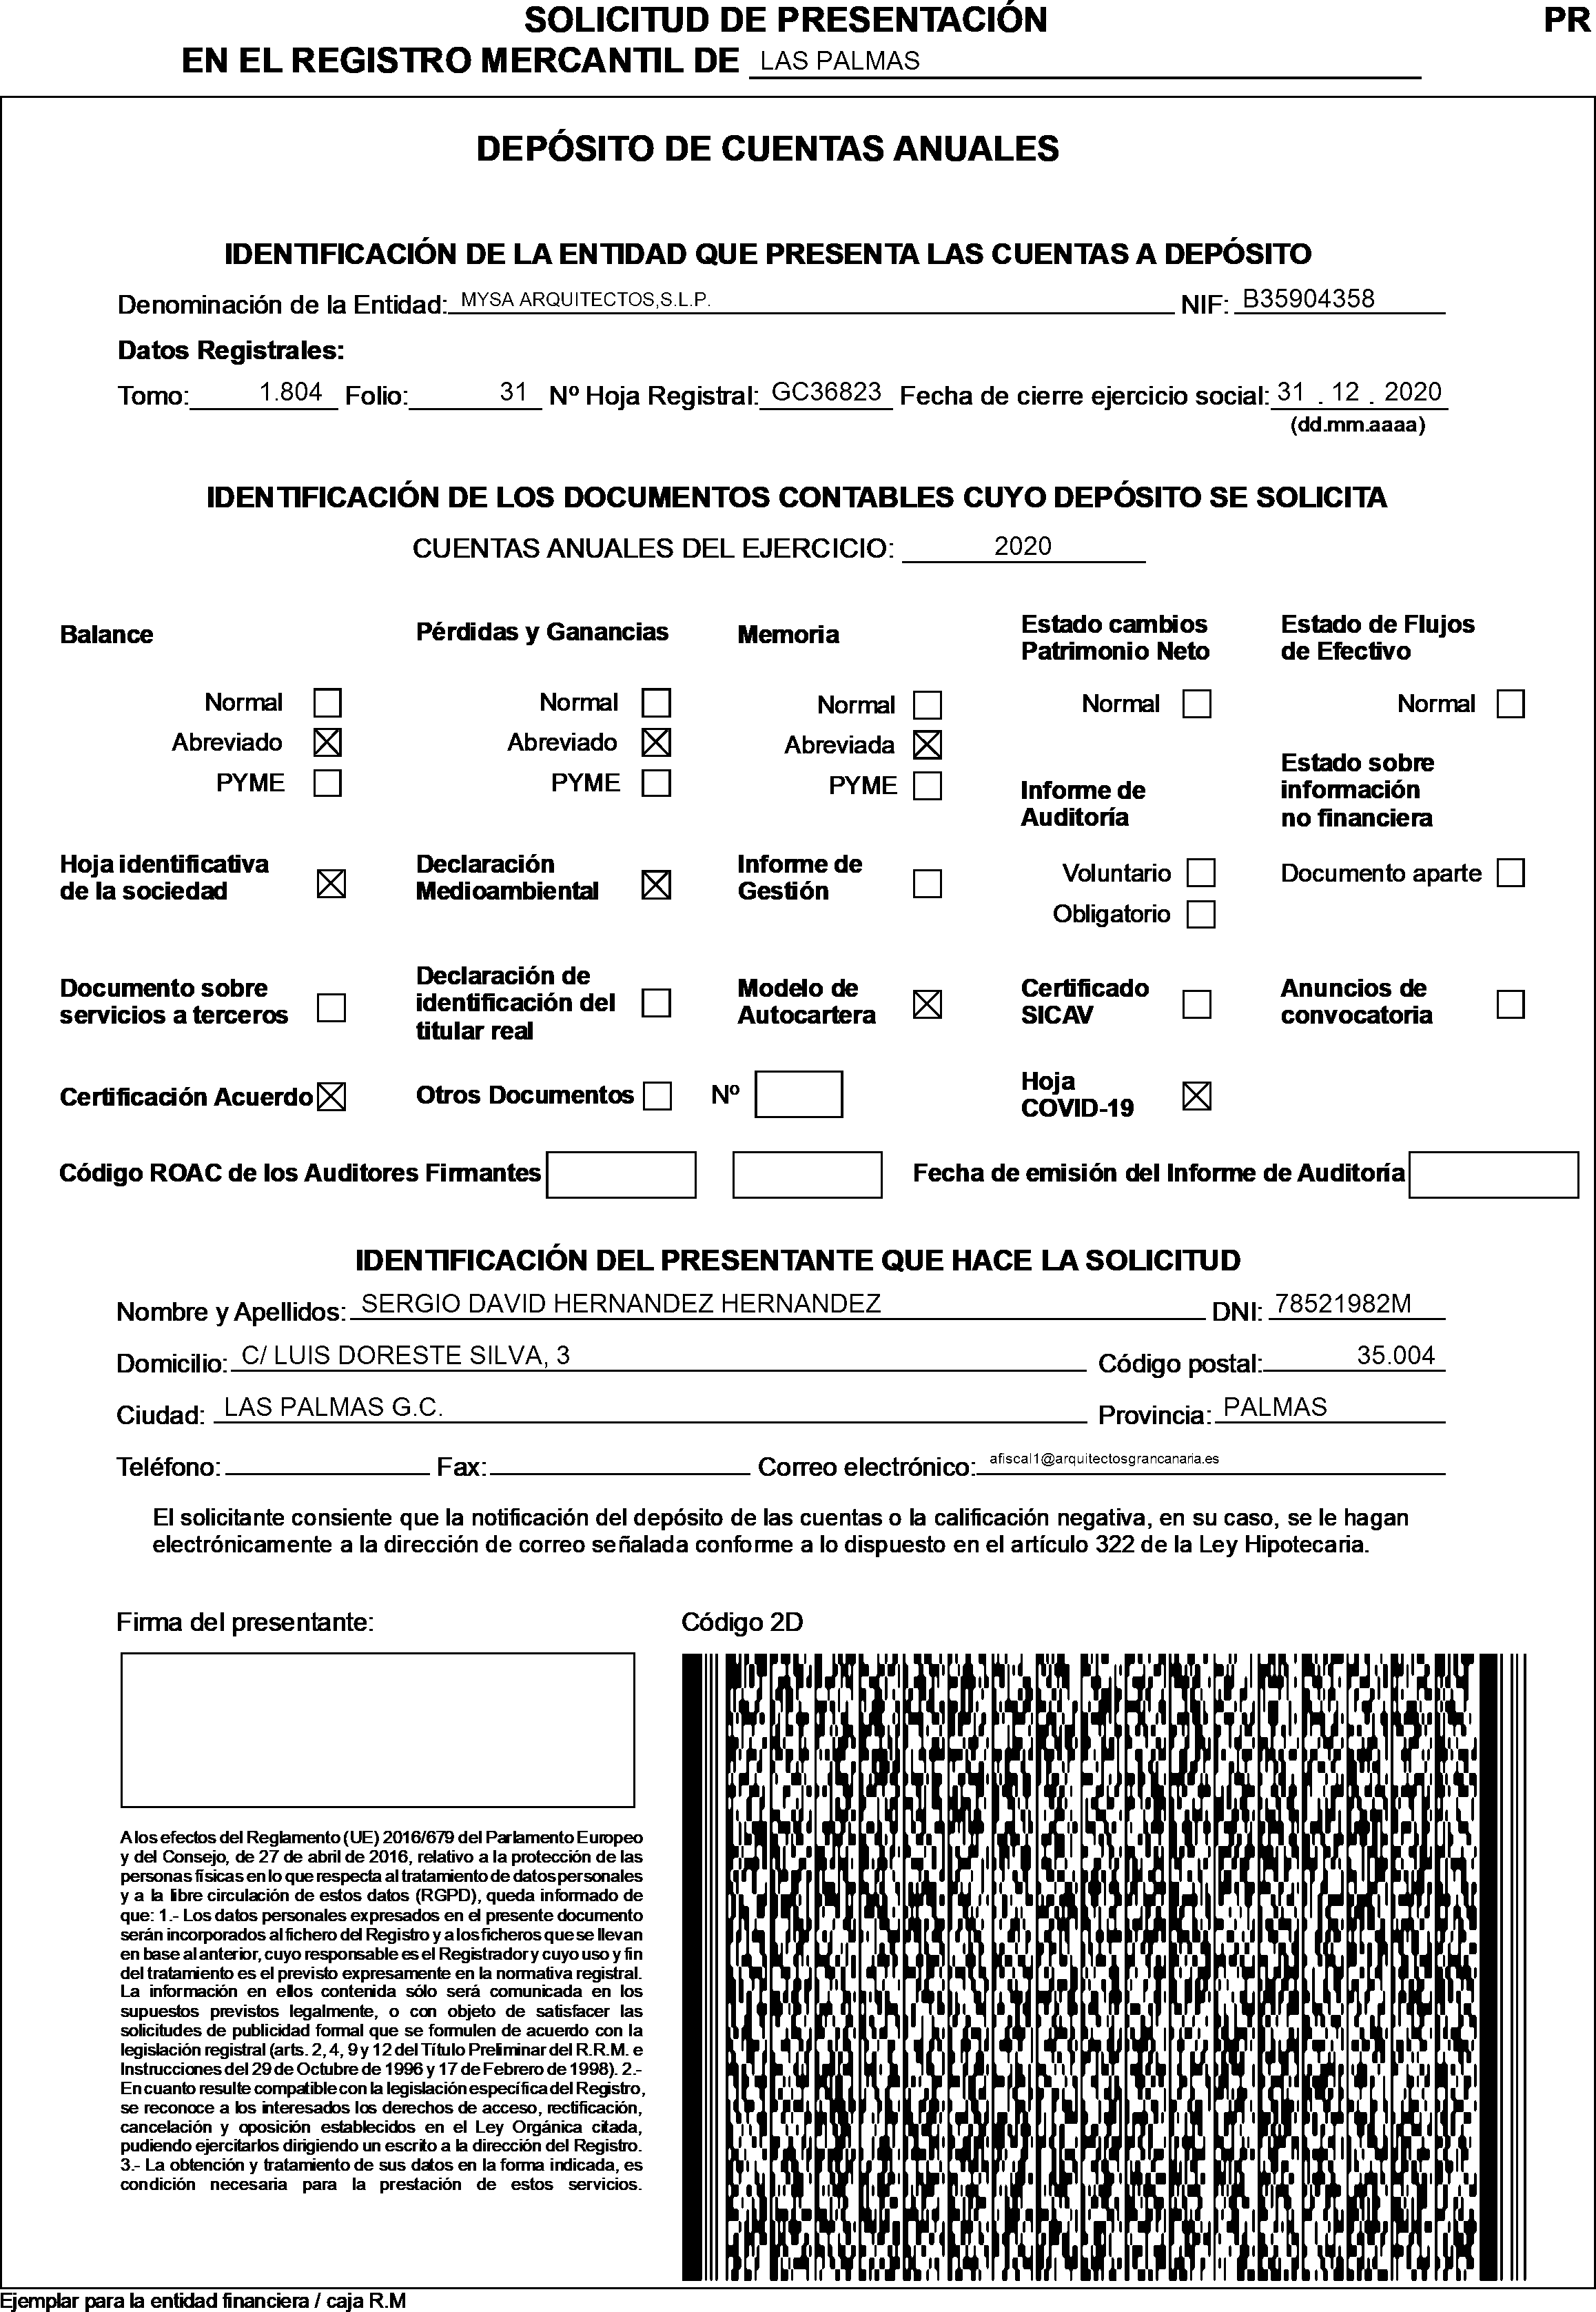 SOLICITUD DE PRESENTACIÓN PR
EN EL REGISTRO MERCANTIL DE LAS PALMAS
DEPÓSITO DE CUENTAS ANUALES
IDENTIFICACIÓN DE LA ENTIDAD QUE PRESENTA LAS CUENTAS A DEPÓSITO
Denominación de la Entidad: MYSA ARQUITECTOS,S.L.P. NIF: B35904358
Datos Registrales:
Tomo: 1.804 Folio: 31 Nº Hoja Registral: GC36823 Fecha de cierre ejercicio social: 31 . 12 . 2020
(dd.mm.aaaa)
IDENTIFICACIÓN DE LOS DOCUMENTOS CONTABLES CUYO DEPÓSITO SE SOLICITA
CUENTAS ANUALES DEL EJERCICIO: 2020
Balance
Normal
Abreviado
PYME
Pérdidas y Ganancias
Normal
Abreviado
PYME
Memoria
Normal
Abreviada
PYME
Estado cambios
Patrimonio Neto
Normal
Estado de Flujos
de Efectivo
Normal
Informe de
Auditoría
Voluntario
Obligatorio
Estado sobre
información
no financiera
Documento aparte
Hoja identificativa
de la sociedad
Declaración
Medioambiental
Informe de
Gestión
Documento sobre
servicios a terceros
Declaración de
identificación del
titular real
Modelo de
Autocartera
Certificado
SICAV
Anuncios de
convocatoria
Certificación Acuerdo
Otros Documentos Nº
Hoja
COVID-19
Código ROAC de los Auditores Firmantes Fecha de emisión del Informe de Auditoría
IDENTIFICACIÓN DEL PRESENTANTE QUE HACE LA SOLICITUD
Nombre y Apellidos: SERGIO DAVID HERNANDEZ HERNANDEZ DNI: 78521982M
Domicilio: C/ LUIS DORESTE SILVA, 3 Código postal: 35.004
Ciudad: LAS PALMAS G.C. Provincia: PALMAS
Teléfono: Fax: Correo electrónico: afiscal1@arquitectosgrancanaria.es
El solicitante consiente que la notificación del depósito de las cuentas o la calificación negativa, en su caso, se le hagan
electrónicamente a la dirección de correo señalada conforme a lo dispuesto en el artículo 322 de la Ley Hipotecaria.
Firma del presentante:
Código 2D
A los efectos del Reglamento (UE) 2016/679 del Parlamento Europeo
y del Consejo, de 27 de abril de 2016, relativo a la protección de las
personas físicas en lo que respecta al tratamiento de datos personales
y a la libre circulación de estos datos (RGPD), queda informado de
que: 1.- Los datos personales expresados en el presente documento
serán incorporados al fichero del Registro y a los ficheros que se llevan
en base al anterior, cuyo responsable es el Registrador y cuyo uso y fin
del tratamiento es el previsto expresamente en la normativa registral.
La información en ellos contenida sólo será comunicada en los
supuestos previstos legalmente, o con objeto de satisfacer las
solicitudes de publicidad formal que se formulen de acuerdo con la
legislación registral (arts. 2, 4, 9 y 12 del Título Preliminar del R.R.M. e
Instrucciones del 29 de Octubre de 1996 y 17 de Febrero de 1998). 2.-
En cuanto resulte compatible con la legislación específica del Registro,
se reconoce a los interesados los derechos de acceso, rectificación,
cancelación y oposición establecidos en el Ley Orgánica citada,
pudiendo ejercitarlos dirigiendo un escrito a la dirección del Registro.
3.- La obtención y tratamiento de sus datos en la forma indicada, es
condición necesaria para la prestación de estos servicios.
Ejemplar para la entidad financiera / caja R.M